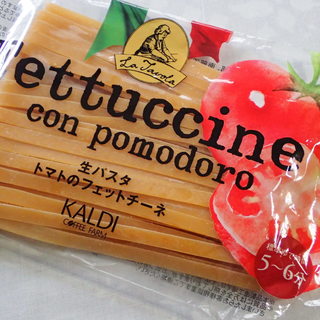 La Tavola
ettuccine
con pomodoro
生パスタ
トマトのフェットチーネ
KALDI
COFFEE FARM
5〜6分